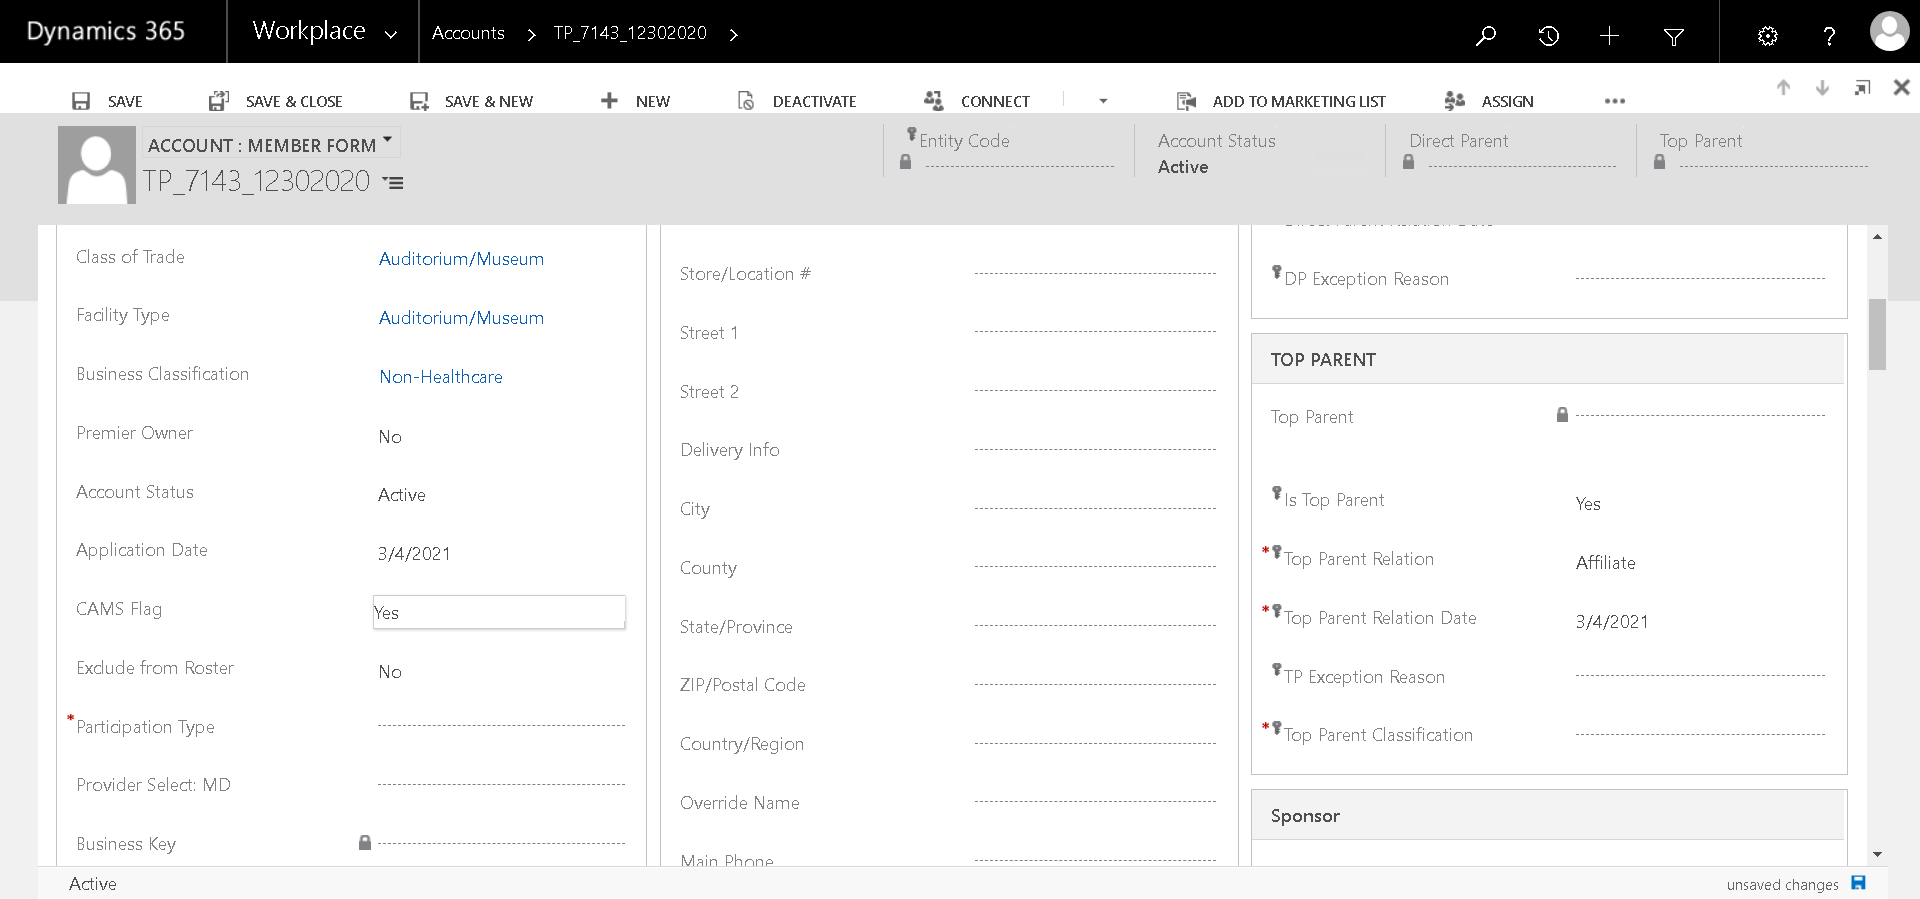 Dynamics 365
Workplace
Accounts > TP_7143_12302020 >
SAVE
SAVE & CLOSE
SAVE & NEW
NEW
DEACTIVATE
CONNECT
ADD TO MARKETING LIST
ASSIGN
...
?
ACCOUNT : MEMBER FORM
TP_7143_12302020
Entity Code
Account Status
Active
Direct Parent
Top Parent
Class of Trade
Auditorium/Museum
Facility Type
Auditorium/Museum
Business Classification
Non-Healthcare
Premier Owner
No
Account Status
Active
Application Date
3/4/2021
CAMS Flag
Yes
Exclude from Roster
No
*Participation Type
Provider Select: MD
Business Key
Store/Location #
Street 1
Street 2
Delivery Info
City
County
State/Province
ZIP/Postal Code
Country/Region
Override Name
Main Phone
Direct Parent Relation Date
DP Exception Reason
TOP PARENT
Top Parent
Is Top Parent
Yes
*Top Parent Relation
Affiliate
*Top Parent Relation Date
3/4/2021
TP Exception Reason
*Top Parent Classification
Sponsor
Active
unsaved changes